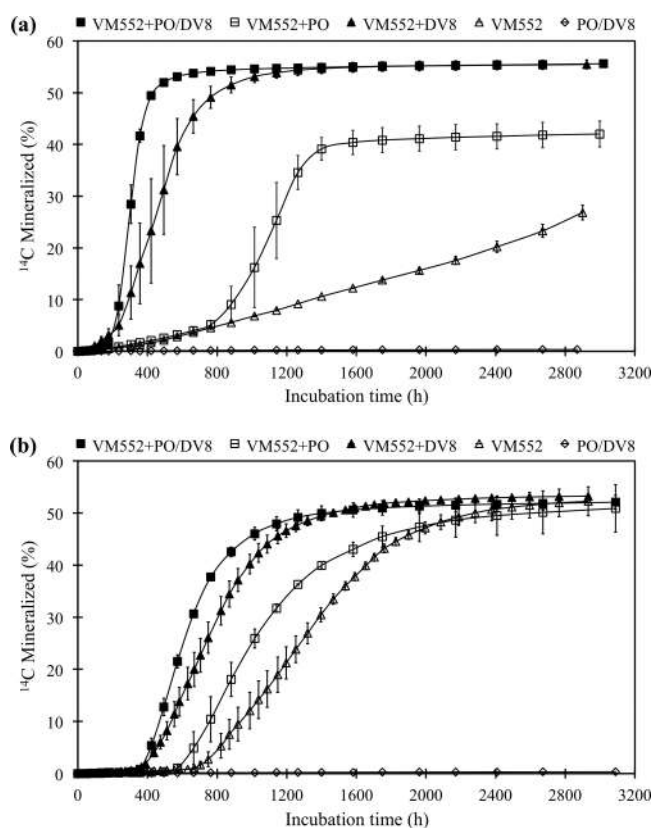 (a)
VM552+PO/DV8 VM552+PO VM552+DV8 VM552 PO/DV8
60
50
40
30
20
10
0
¹⁴C Mineralized (%)
0 400 800 1200 1600 2000 2400 2800 3200
Incubation time (h)
(b)
VM552+PO/DV8 VM552+PO VM552+DV8 VM552 PO/DV8
60
50
40
30
20
10
0
¹⁴C Mineralized (%)
0 400 800 1200 1600 2000 2400 2800 3200
Incubation time (h)